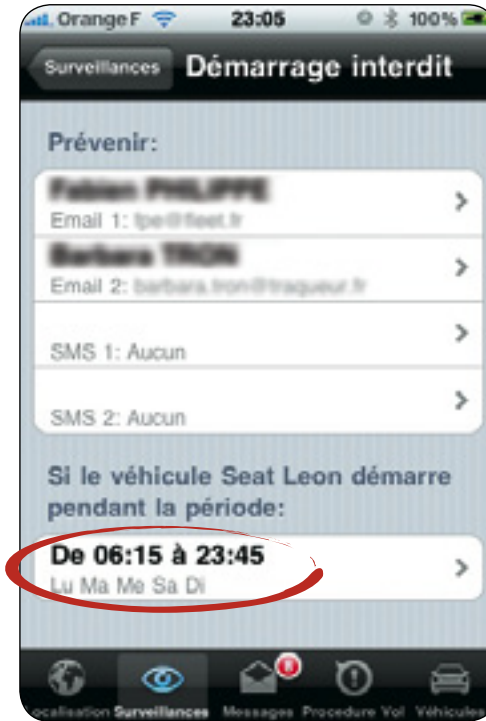 Orange F 23:05 100%
Surveillances Démarrage interdit
Prévenir:
Email 1:
Email 2:
SMS 1: Aucun
SMS 2: Aucun
Si le véhicule Seat Leon démarre
pendant la période:
De 06:15 à 23:45
Lu Ma Me Sa Di
Surveillances Messages Procedure Vol Véhicules